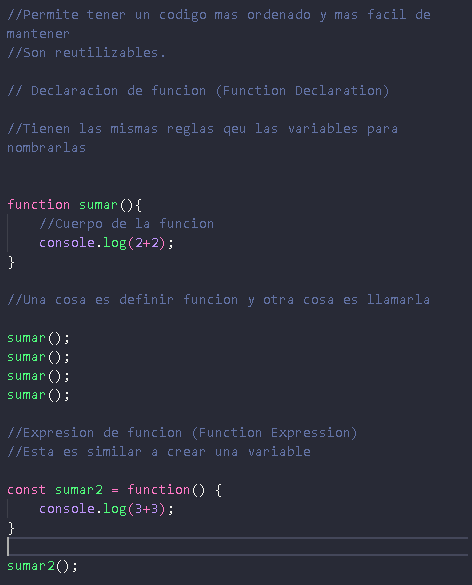 //Permite tener un codigo mas ordenado y mas facil de
mantener
//Son reutilizables.
// Declaracion de funcion (Function Declaration)
//Tienen las mismas reglas qeu las variables para
nombrarlas
function sumar(){
//Cuerpo de la funcion
console.log(2+2);
}
//Una cosa es definir funcion y otra cosa es llamarla
sumar();
sumar();
sumar();
sumar();
//Expresion de funcion (Function Expression)
//Esta es similar a crear una variable
const sumar2 = function() {
console.log(3+3);
}
sumar2();